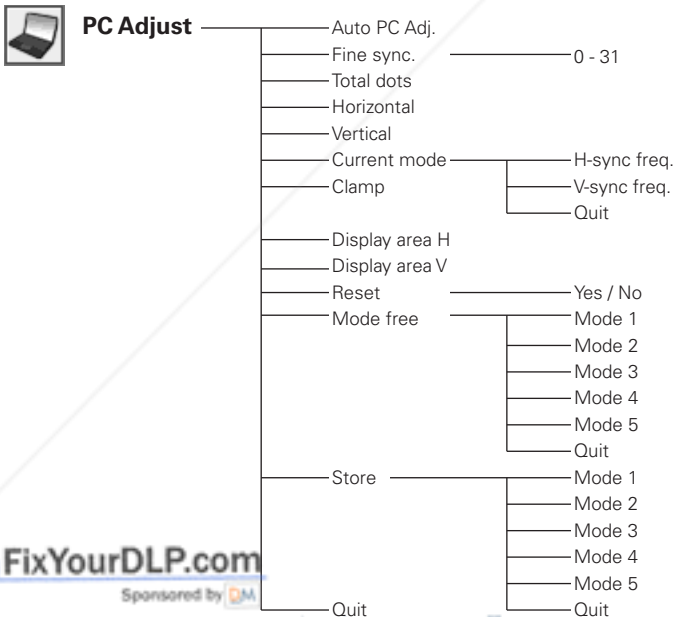 PC Adjust
Auto PC Adj.
Fine sync.
0 - 31
Total dots
Horizontal
Vertical
Current mode
H-sync freq.
Clamp
V-sync freq.
Quit
Display area H
Display area V
Reset
Yes / No
Mode free
Mode 1
Mode 2
Mode 3
Mode 4
Mode 5
Quit
Store
Mode 1
Mode 2
Mode 3
Mode 4
Mode 5
Quit
Quit
FixYourDLP.com
Sponsored by DM